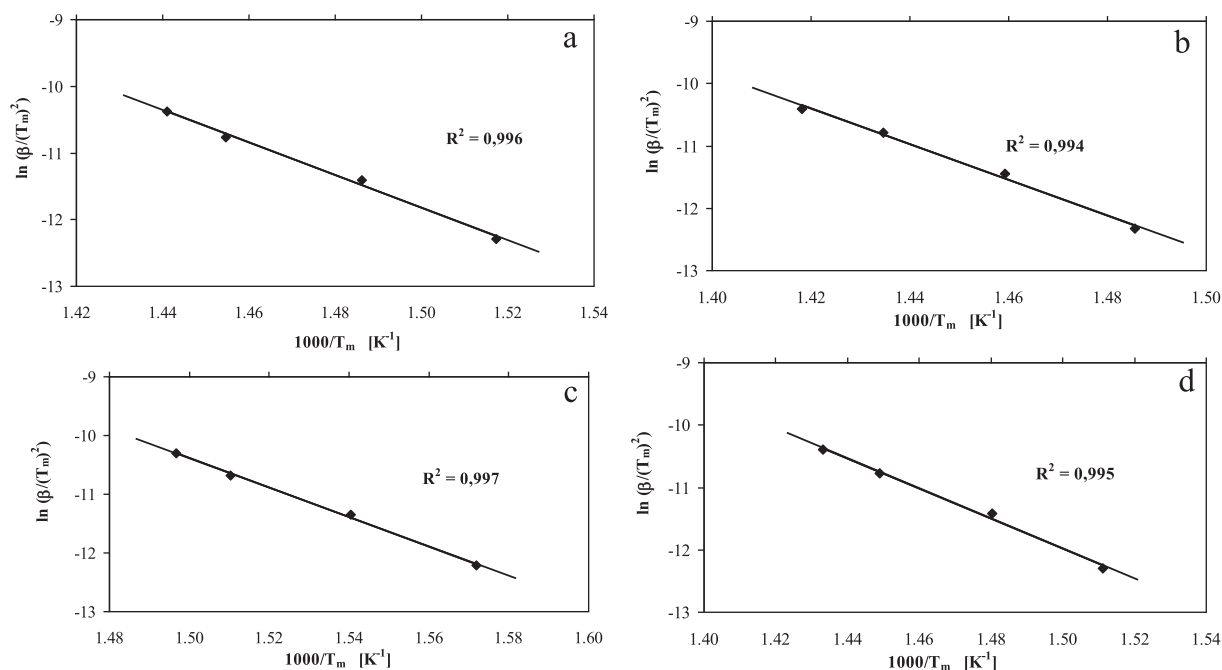 a
-9
-10
-11
-12
-13
ln (β/(Tm)²)
R² = 0,996
1.42 1.44 1.46 1.48 1.50 1.52 1.54
1000/Tm [K⁻¹]
b
-9
-10
-11
-12
-13
ln (β/(Tm)²)
R² = 0,994
1.40 1.42 1.44 1.46 1.48 1.50
1000/Tm [K⁻¹]
c
-9
-10
-11
-12
-13
ln (β/(Tm)²)
R² = 0,997
1.48 1.50 1.52 1.54 1.56 1.58 1.60
1000/Tm [K⁻¹]
d
-9
-10
-11
-12
-13
ln (β/(Tm)²)
R² = 0,995
1.40 1.42 1.44 1.46 1.48 1.50 1.52 1.54
1000/Tm [K⁻¹]